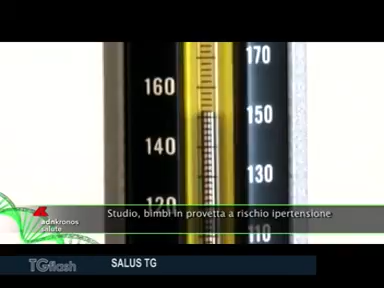 170
160
150
140
130
120
110
Studio, bimbi in provetta a rischio ipertensione
adnkronos
salute
TGflash
SALUS TG